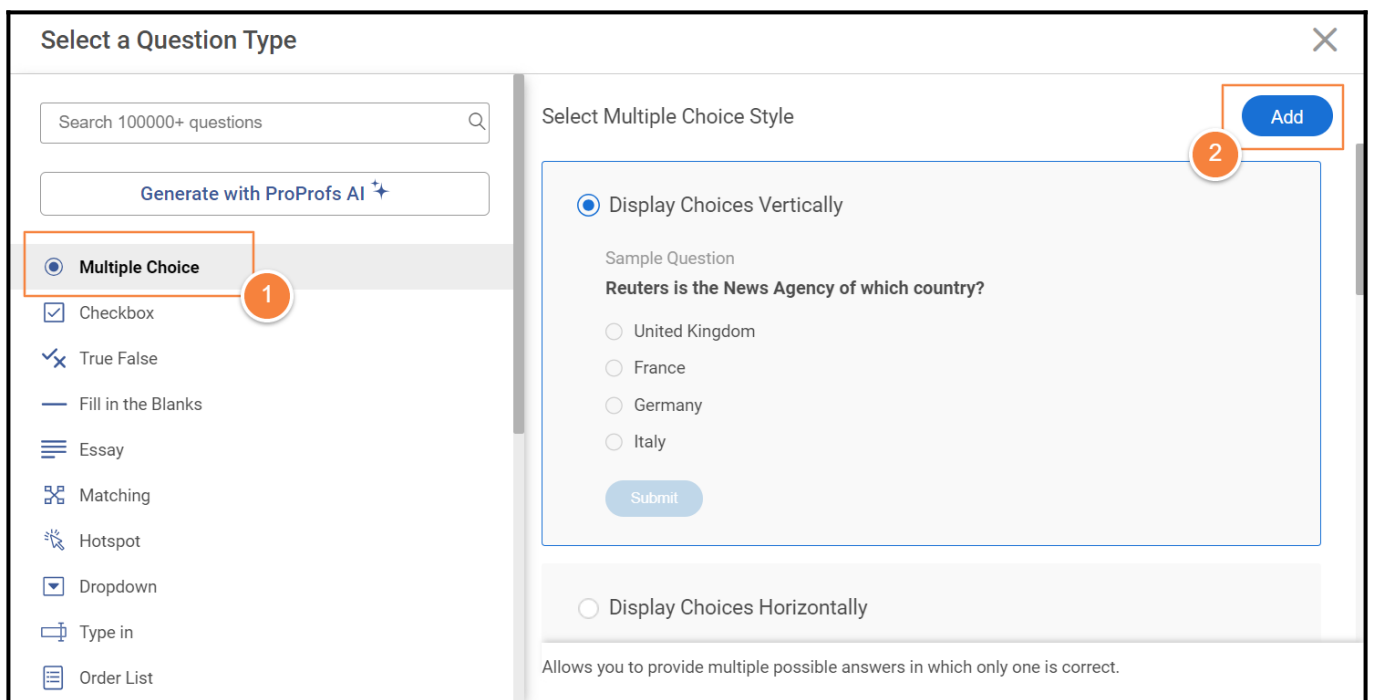 Select a Question Type
Search 100000+ questions
Generate with ProProfs AI
Multiple Choice
1
Checkbox
True False
Fill in the Blanks
Essay
Matching
Hotspot
Dropdown
Type in
Order List
Select Multiple Choice Style
Add
2
Display Choices Vertically
Sample Question
Reuters is the News Agency of which country?
United Kingdom
France
Germany
Italy
Submit
Display Choices Horizontally
Allows you to provide multiple possible answers in which only one is correct.